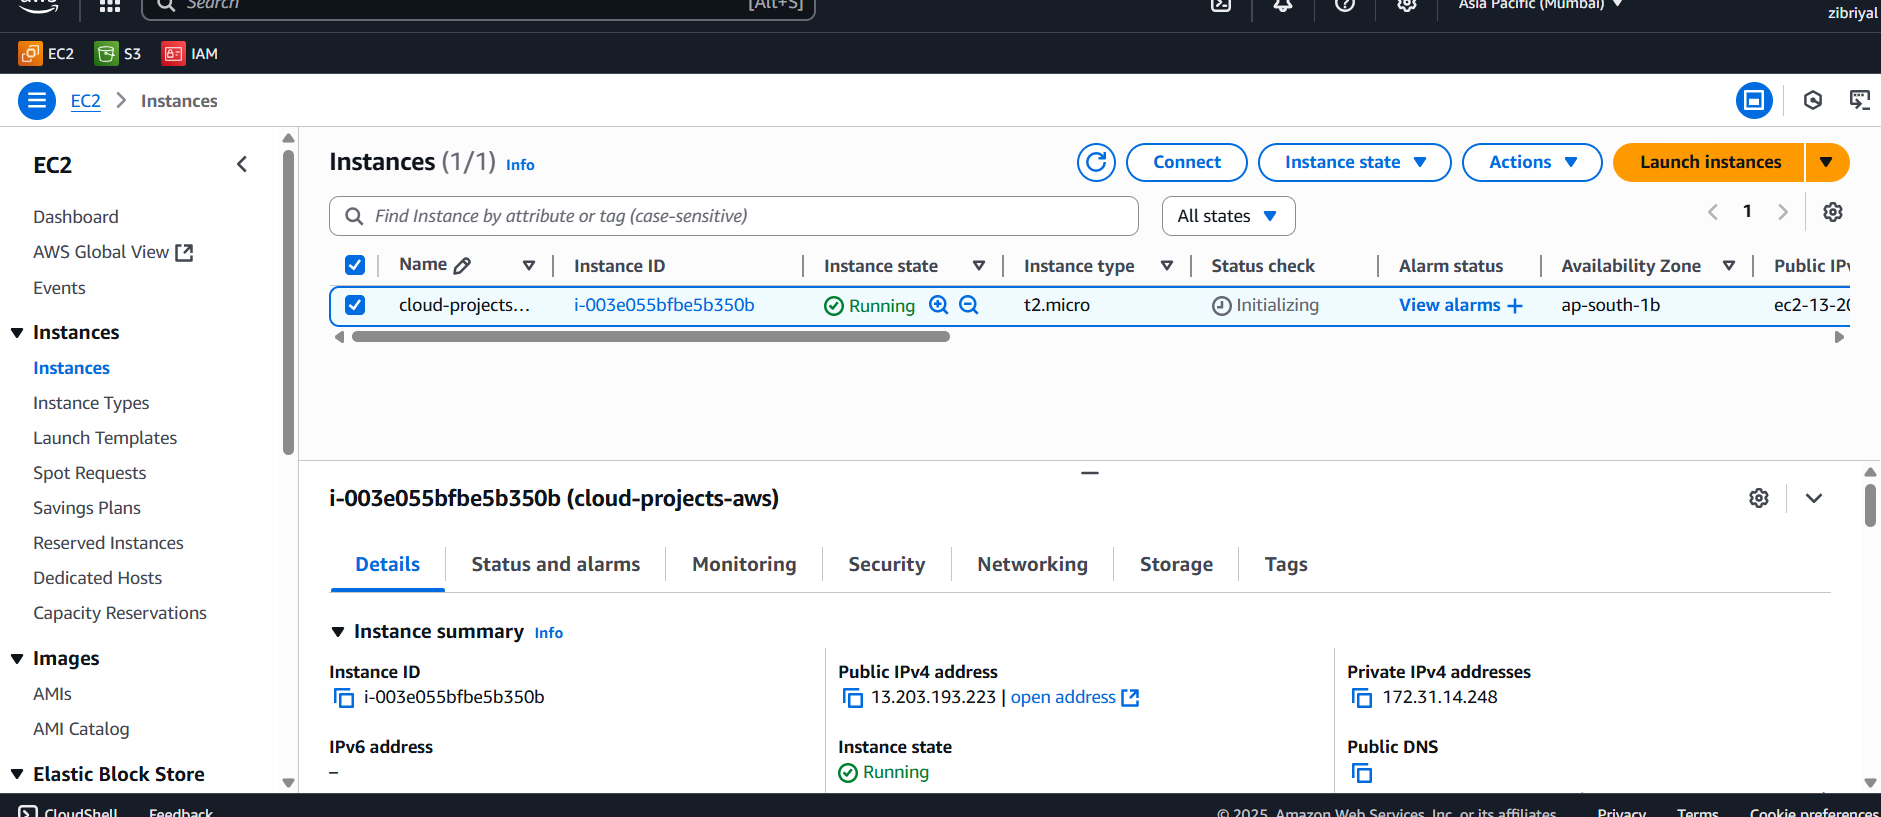 aws
Search
[Alt+S]
Asia Pacific (Mumbai)
zibriyal
EC2
S3
IAM
EC2 > Instances
EC2
Dashboard
AWS Global View
Events
Instances
Instances
Instance Types
Launch Templates
Spot Requests
Savings Plans
Reserved Instances
Dedicated Hosts
Capacity Reservations
Images
AMIs
AMI Catalog
Elastic Block Store
Instances (1/1) Info
Connect
Instance state
Actions
Launch instances
Find Instance by attribute or tag (case-sensitive)
All states
1
Name Instance ID Instance state Instance type Status check Alarm status Availability Zone Public IPv
cloud-projects... i-003e055bfbe5b350b Running t2.micro Initializing View alarms + ap-south-1b ec2-13-20
i-003e055bfbe5b350b (cloud-projects-aws)
Details Status and alarms Monitoring Security Networking Storage Tags
Instance summary Info
Instance ID
i-003e055bfbe5b350b
Public IPv4 address
13.203.193.223 | open address
Private IPv4 addresses
172.31.14.248
IPv6 address
–
Instance state
Running
Public DNS
CloudShell Feedback
© 2025, Amazon Web Services, Inc. or its affiliates. Privacy Terms Cookie preferences